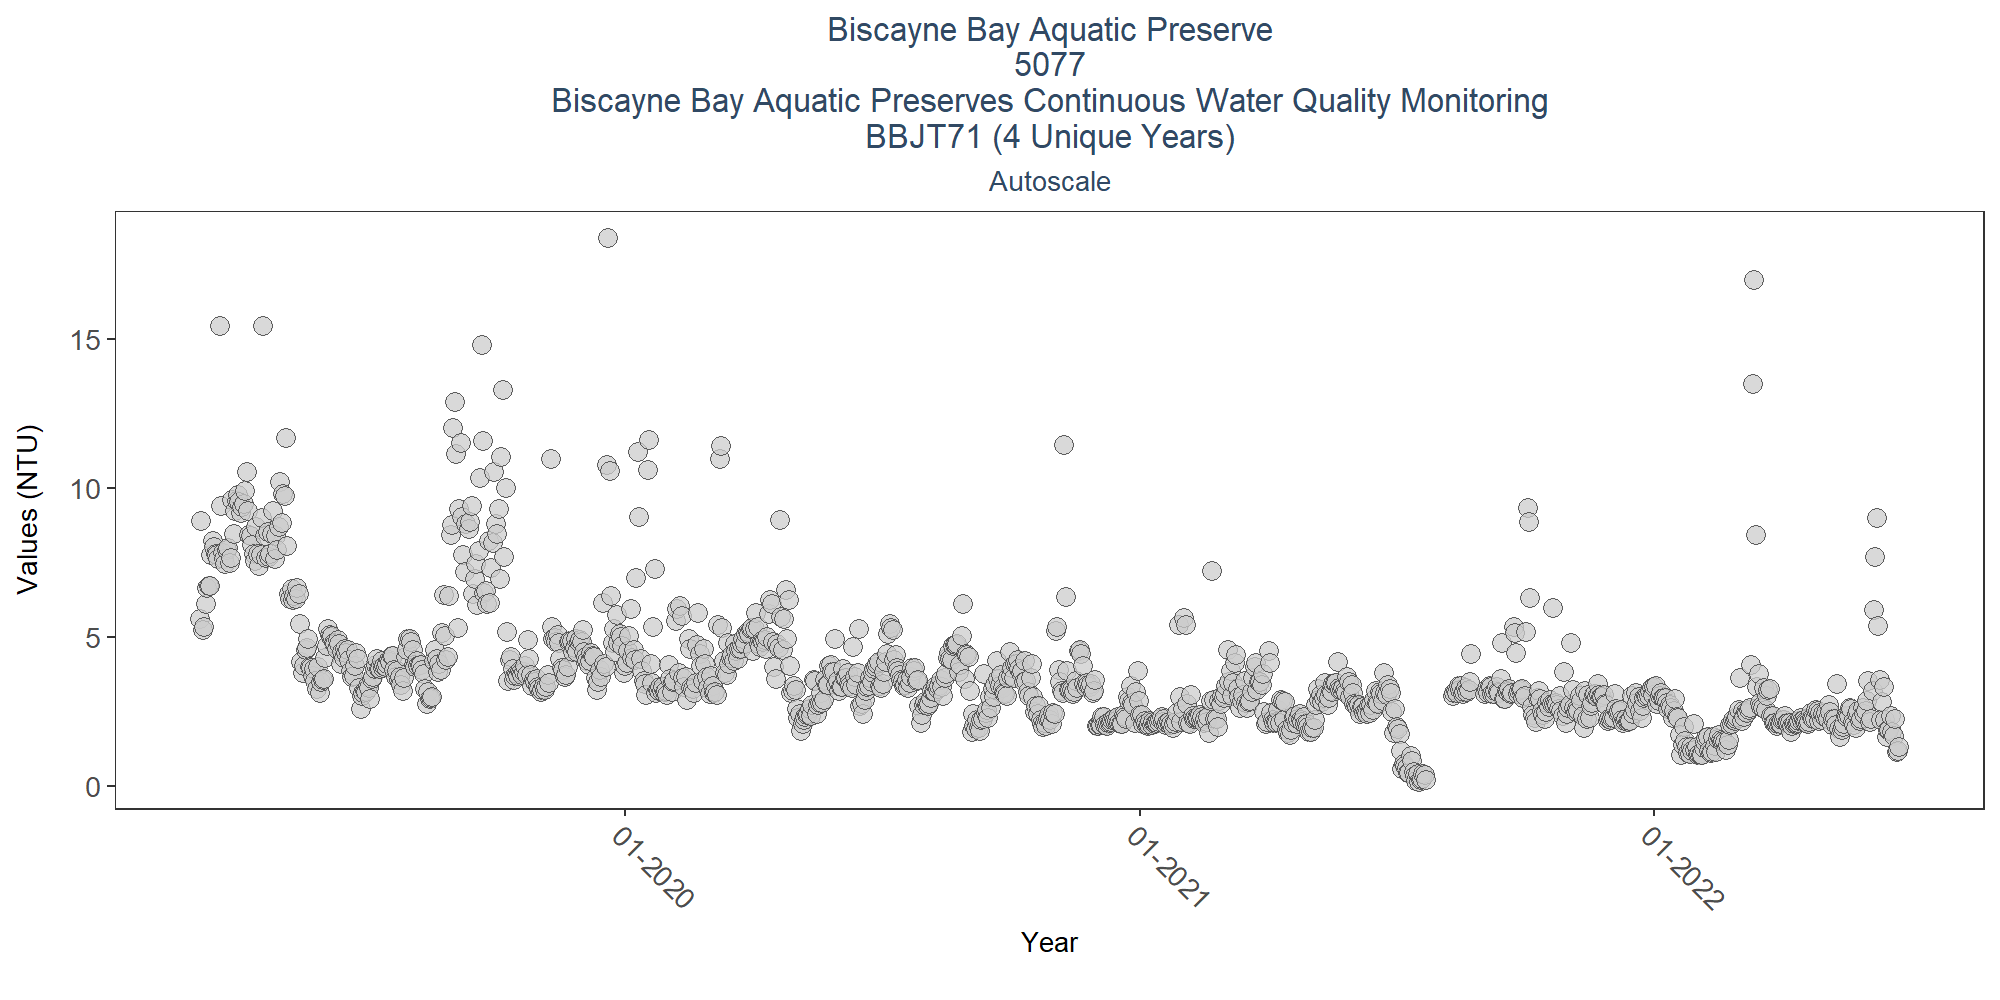 Biscayne Bay Aquatic Preserve
5077
Biscayne Bay Aquatic Preserves Continuous Water Quality Monitoring
BBJT71 (4 Unique Years)
Autoscale
Values (NTU)
15
10
5
0
01-2020
01-2021
01-2022
Year